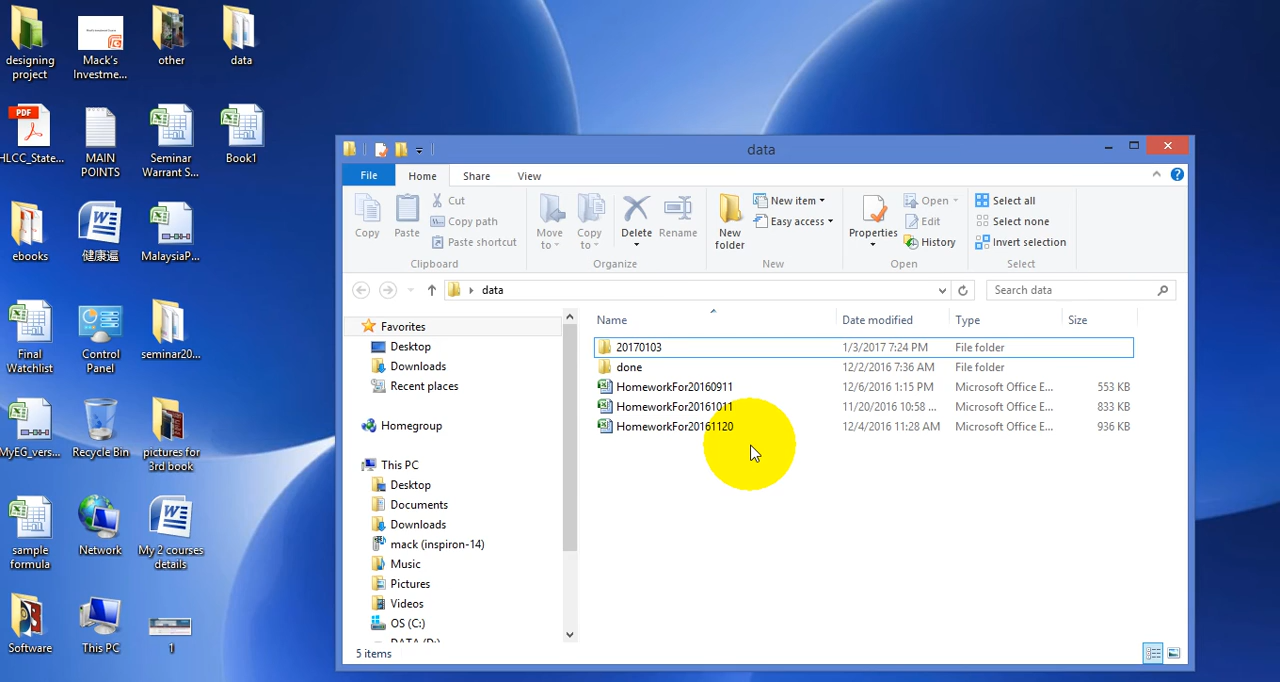 designing
project
Mack's
Investme...
other
data
PDF
HLCC_State...
MAIN
POINTS
Seminar
Warrant S...
Book1
ebooks
健康逼
MalaysiaP...
Final
Watchlist
Control
Panel
seminar20...
MyEG_vers...
Recycle Bin
pictures for
3rd book
sample
formula
Network
My 2 courses
details
Software
This PC
1
data
File
Home
Share
View
Copy
Paste
Cut
Copy path
Paste shortcut
Clipboard
Move
to
Copy
to
Delete
Rename
Organize
New
folder
New item
Easy access
New
Properties
Open
Edit
History
Open
Select all
Select none
Invert selection
Select
data
Search data
Favorites
Desktop
Downloads
Recent places
Homegroup
This PC
Desktop
Documents
Downloads
mack (inspiron-14)
Music
Pictures
Videos
OS (C:)
DATA (D:)
Name Date modified Type Size
20170103 1/3/2017 7:24 PM File folder
done 12/2/2016 7:36 AM File folder
HomeworkFor20160911 12/6/2016 1:15 PM Microsoft Office E... 553 KB
HomeworkFor20161011 11/20/2016 10:58 ... Microsoft Office E... 833 KB
HomeworkFor20161120 12/4/2016 11:28 AM Microsoft Office E... 936 KB
5 items